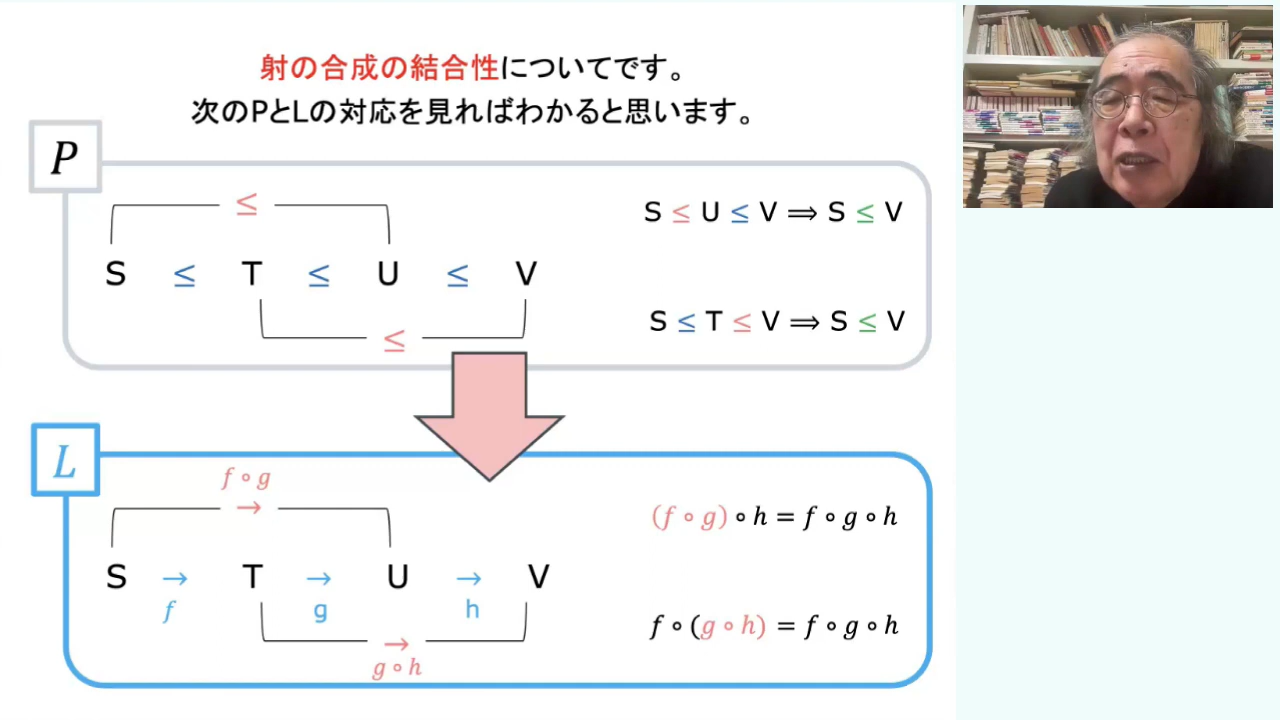 射の合成の結合性についてです。
次のPとLの対応を見ればわかると思います。
P
≤
S ≤ T ≤ U ≤ V
≤
S ≤ U ≤ V ⟹ S ≤ V
S ≤ T ≤ V ⟹ S ≤ V
L
f ∘ g
→
S → T → U → V
f g h
→
g ∘ h
(f ∘ g) ∘ h = f ∘ g ∘ h
f ∘ (g ∘ h) = f ∘ g ∘ h